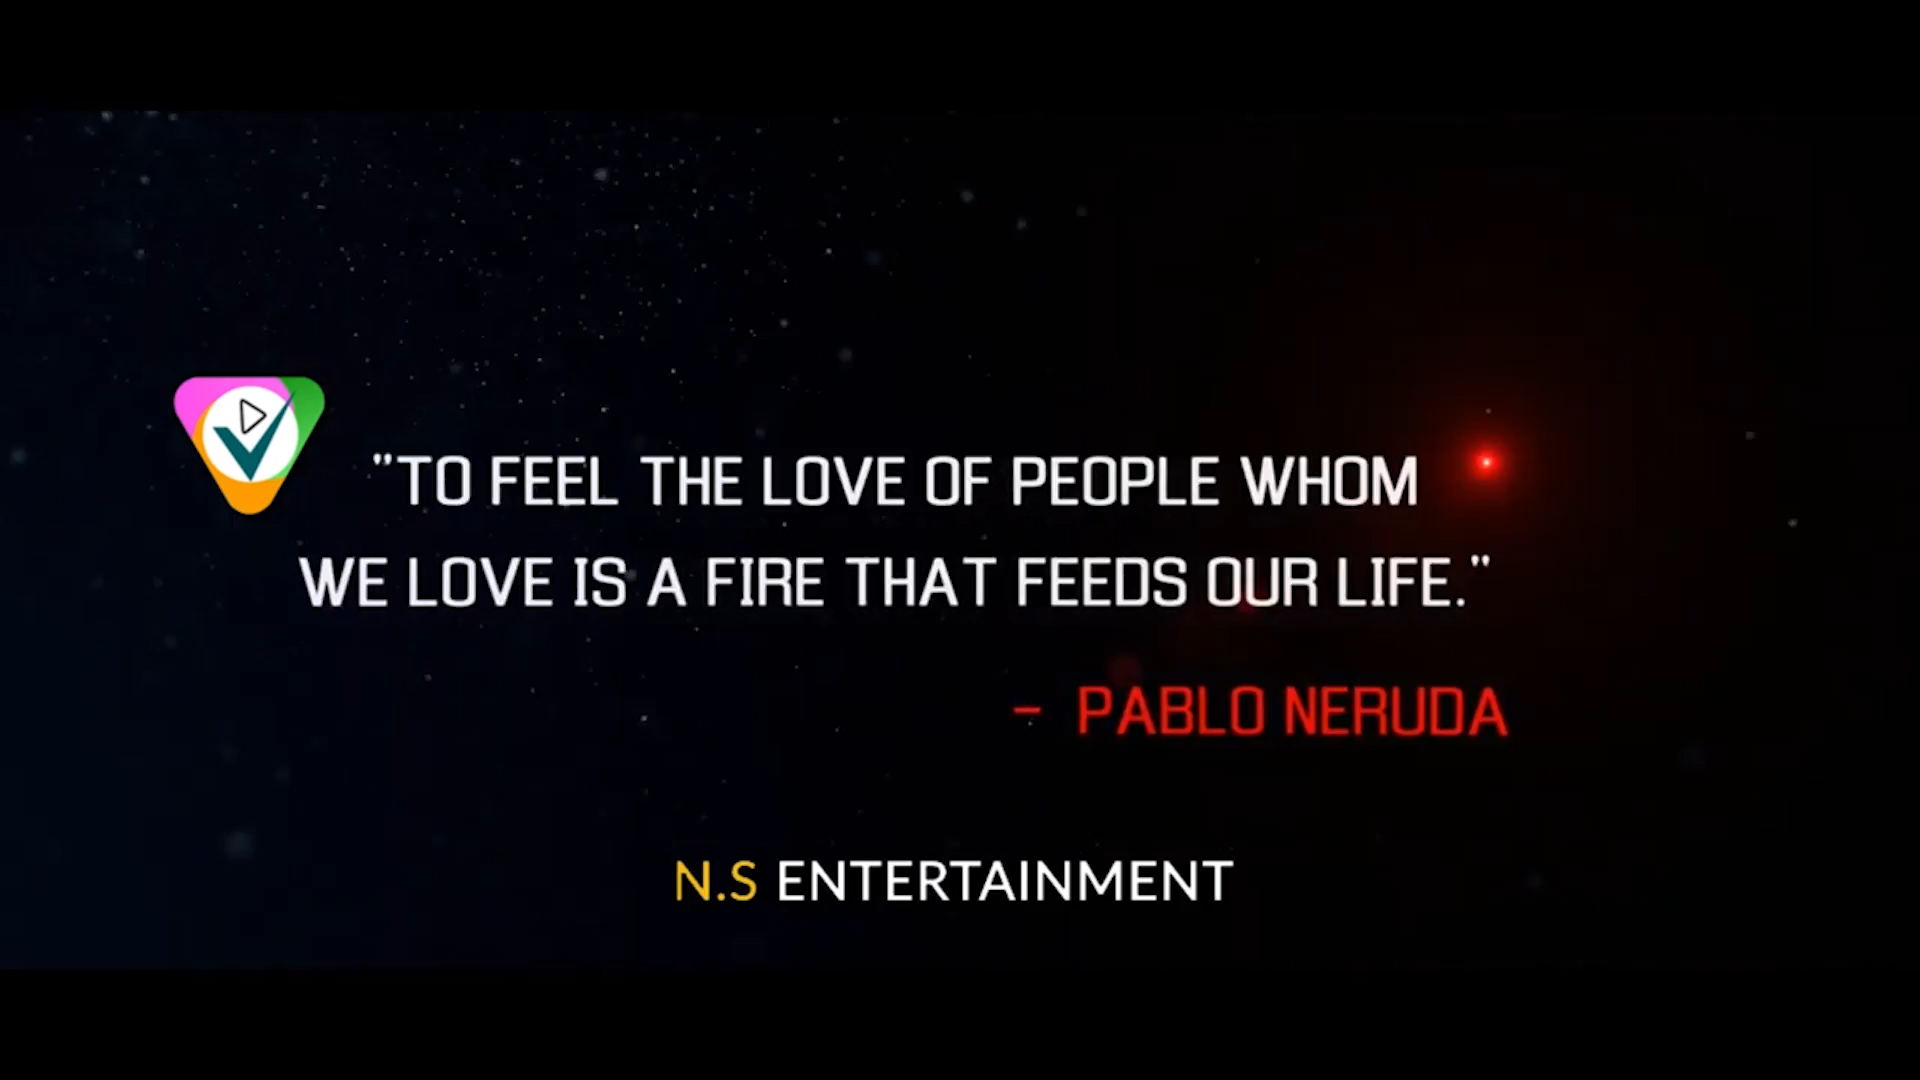 "TO FEEL THE LOVE OF PEOPLE WHOM
WE LOVE IS A FIRE THAT FEEDS OUR LIFE."
- PABLO NERUDA
N.S ENTERTAINMENT